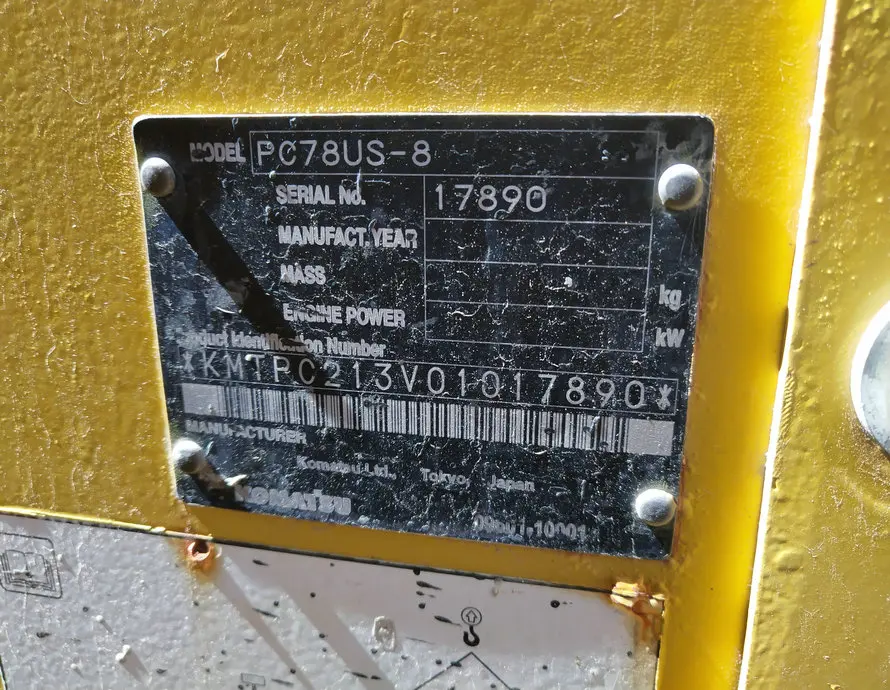 MODEL PC78US-8
SERIAL No. 17890
MANUFACT. YEAR
MASS kg
ENGINE POWER kW
Product Identification Number
*KMTPC213V01017890*
MANUFACTURER
Komatsu Ltd., Tokyo, Japan
KOMATSU